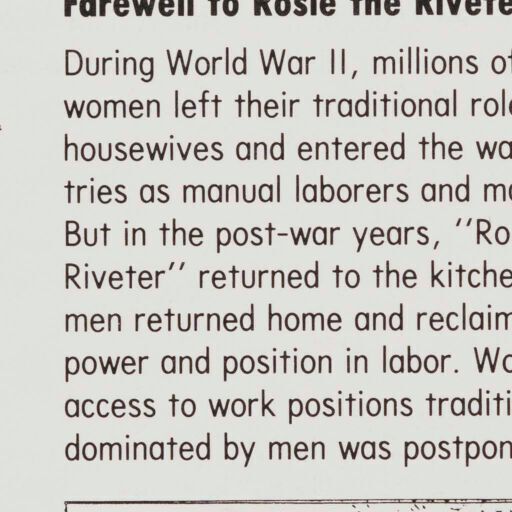 Farewell to Rosie the Rivete
During World War II, millions of
women left their traditional rol
housewives and entered the wa
tries as manual laborers and m
But in the post-war years, "Ro
Riveter" returned to the kitche
men returned home and reclaim
power and position in labor. Wo
access to work positions traditi
dominated by men was postpon